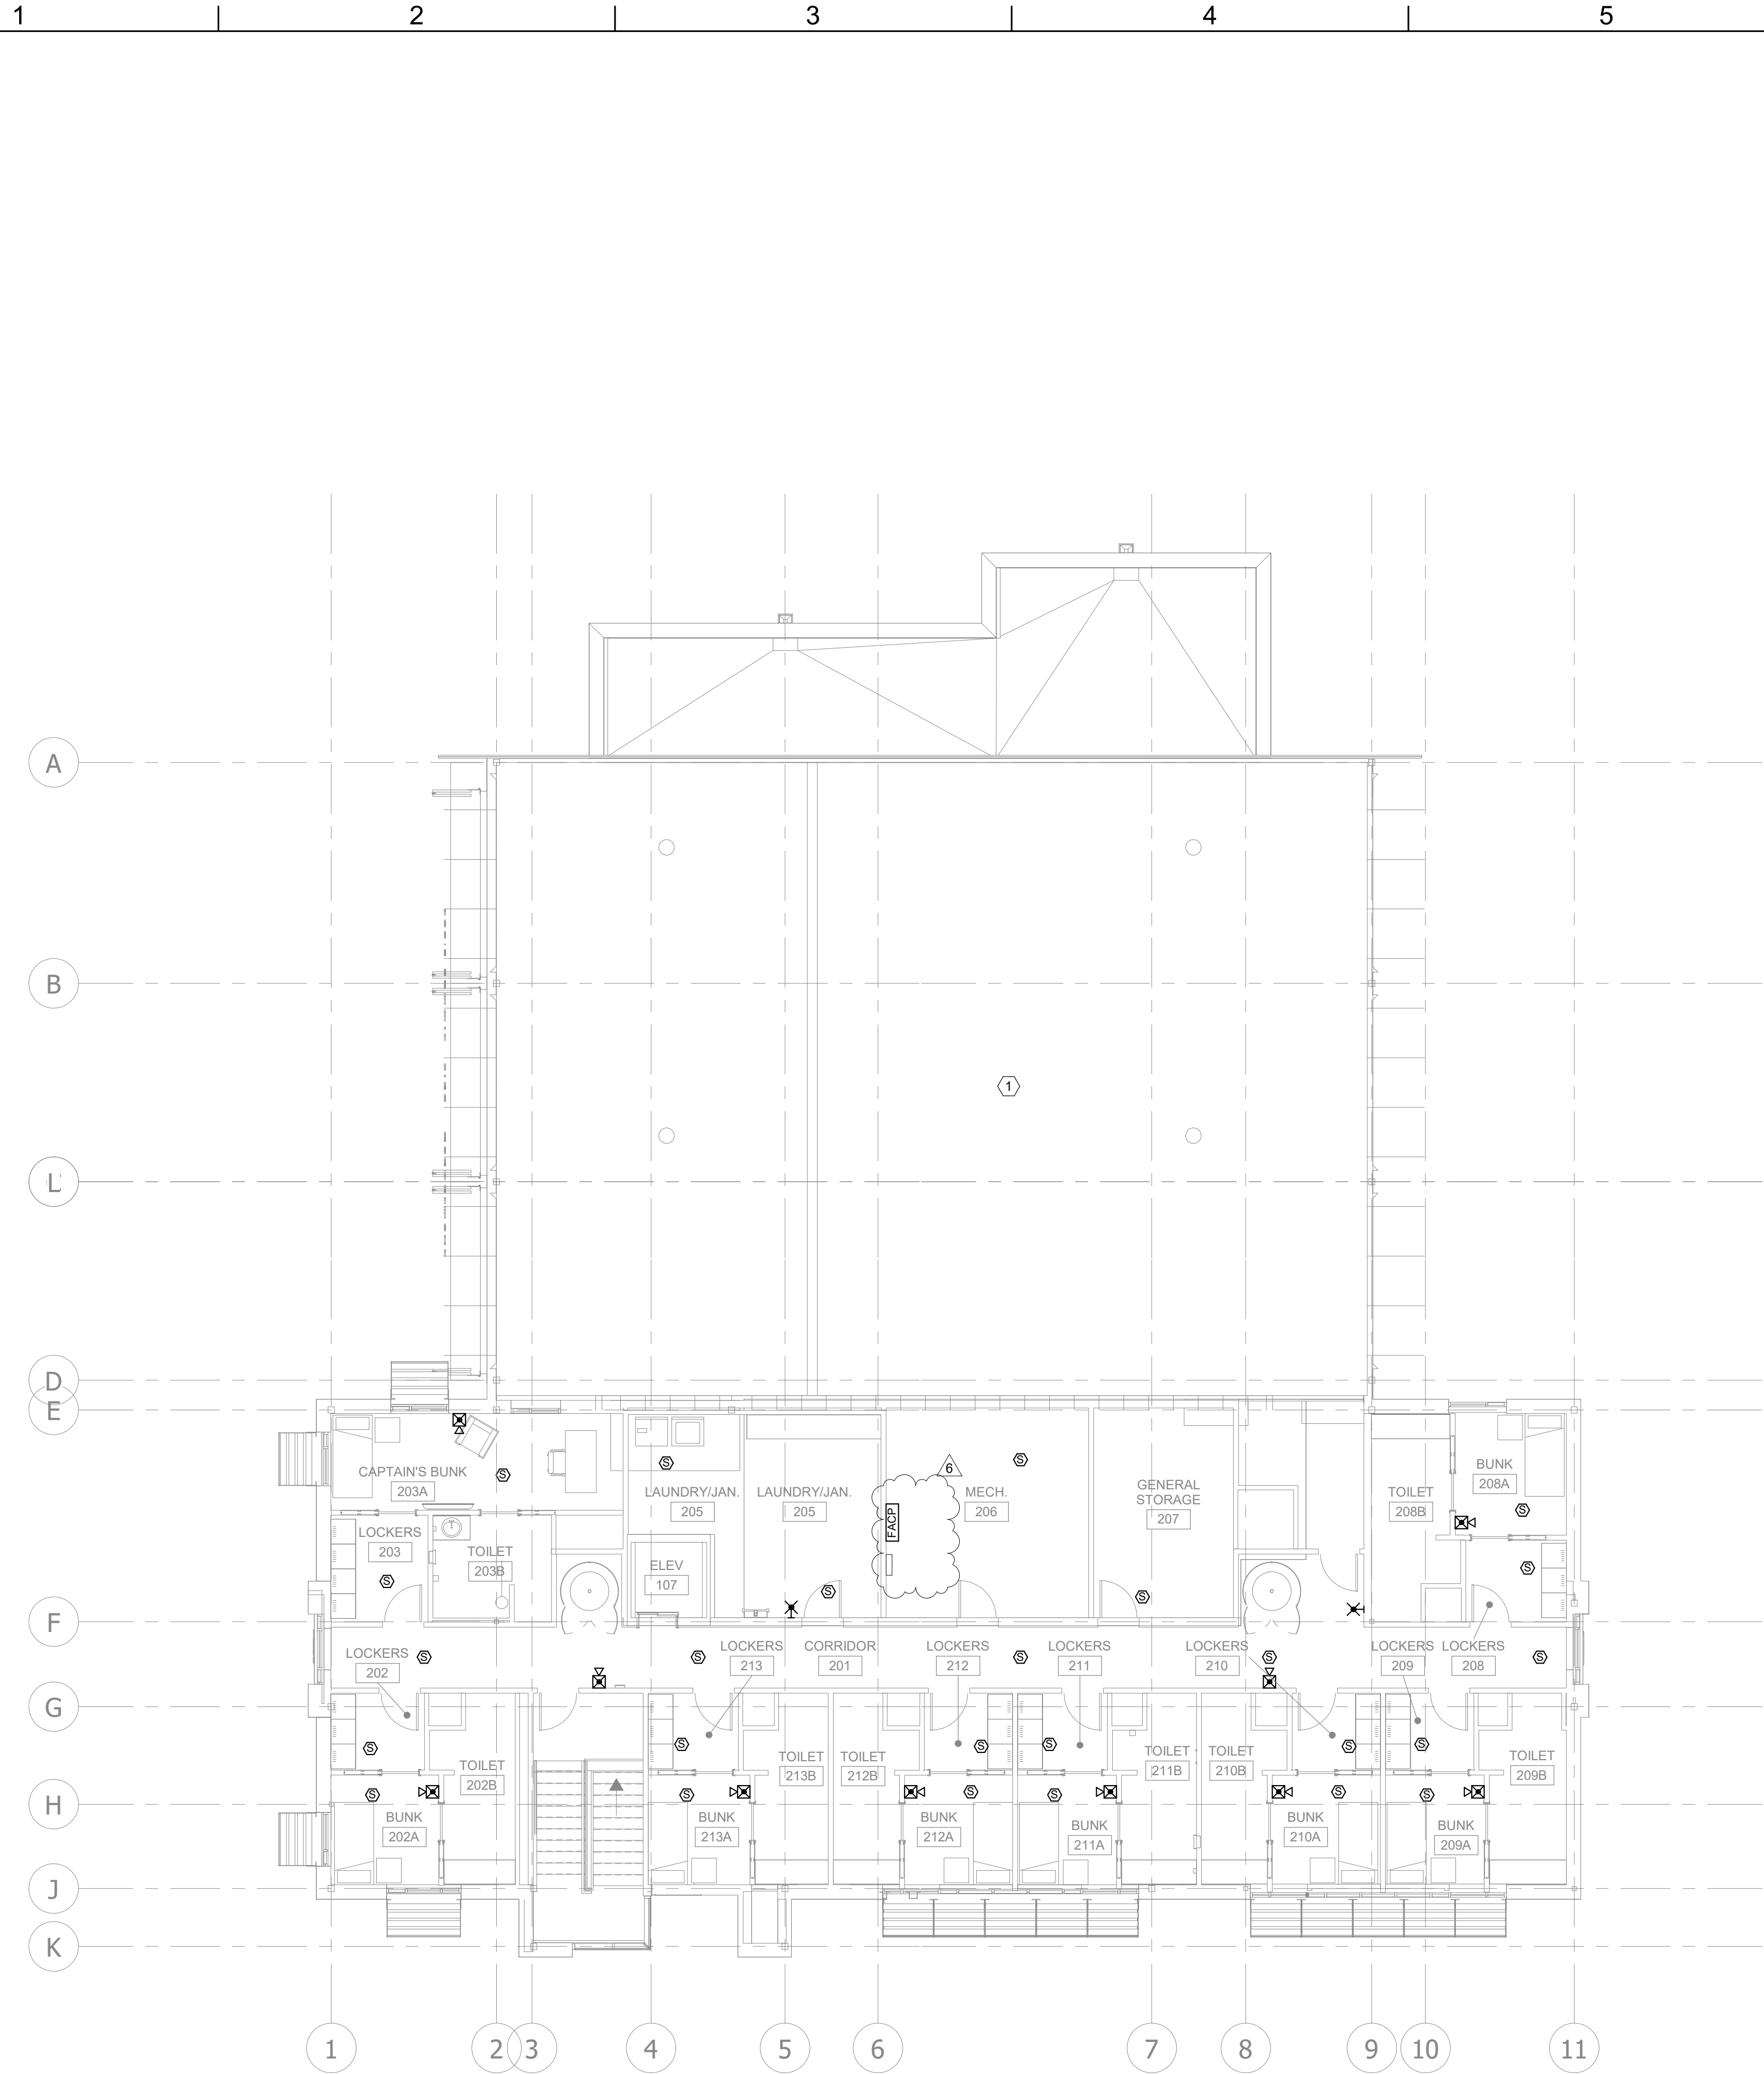 1 2 3 4 5
A
B
1
L
D
E
6
BUNK
208A
CAPTAIN'S BUNK
203A
LAUNDRY/JAN.
205
LAUNDRY/JAN.
205
MECH.
206
GENERAL
STORAGE
207
TOILET
208B
FACP
LOCKERS
203
TOILET
203B
ELEV
107
S S S S S S S S
F
LOCKERS
202
LOCKERS
213
CORRIDOR
201
LOCKERS
212
LOCKERS
211
LOCKERS
210
LOCKERS
209
LOCKERS
208
S S S S S
G
S S S S S S
TOILET
202B
TOILET
213B
TOILET
212B
TOILET
211B
TOILET
210B
TOILET
209B
H
S S S S S S
BUNK
202A
BUNK
213A
BUNK
212A
BUNK
211A
BUNK
210A
BUNK
209A
J
K
1 2 3 4 5 6 7 8 9 10 11